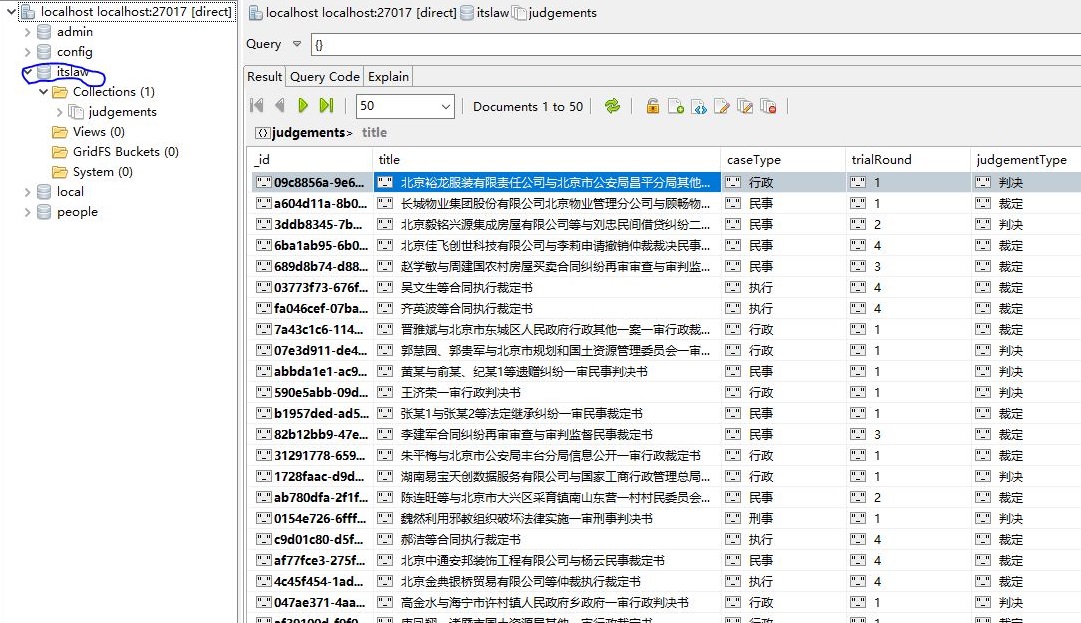 localhost localhost:27017 [direct]
admin
config
itslaw
Collections (1)
judgements
Views (0)
GridFS Buckets (0)
System (0)
local
people
localhost localhost:27017 [direct] itslaw judgements
Query {}
Result Query Code Explain
50 Documents 1 to 50
judgements> title
_id title caseType trialRound judgementType
09c8856a-9e6... 北京裕龙服装有限责任公司与北京市公安局昌平分局其他... 行政 1 判决
a604d11a-8b0... 长城物业集团股份有限公司北京物业管理分公司与顾畅物... 民事 1 裁定
3ddb8345-7b... 北京毅铭兴源集成房屋有限公司等与刘忠民间借贷纠纷二... 民事 2 判决
6ba1ab95-6b0... 北京佳飞创世科技有限公司与李莉申请撤销仲裁裁决民事... 民事 4 裁定
689d8b74-d88... 赵学敏与周建国农村房屋买卖合同纠纷再审审查与审判监... 民事 3 裁定
03773f73-676f... 吴文生等合同执行裁定书 执行 4 裁定
fa046cef-07ba... 齐英波等合同执行裁定书 执行 4 裁定
7a43c1c6-114... 晋雅斌与北京市东城区人民政府行政其他一案一审行政裁... 行政 1 裁定
07e3d911-de4... 郭慧园、郭贵军与北京市规划和国土资源管理委员会一审... 行政 1 判决
abbda1e1-ac9... 黄某与俞某、纪某1等遗赠纠纷一审民事判决书 民事 1 判决
590e5abb-09d... 王济荣一审行政判决书 行政 1 判决
b1957ded-ad5... 张某1与张某2等法定继承纠纷一审民事裁定书 民事 1 裁定
82b12bb9-47e... 李建军合同纠纷再审审查与审判监督民事裁定书 民事 3 裁定
31291778-659... 朱平梅与北京市公安局丰台分局信息公开一审行政裁定书 行政 1 裁定
1728faac-d9d... 湖南易宝天创数据服务有限公司与国家工商行政管理总局... 行政 1 判决
ab780dfa-2f1f... 陈连旺等与北京市大兴区采育镇南山东营一村村民委员会... 民事 2 裁定
0154e726-6fff... 魏然利用邪教组织破坏法律实施一审刑事判决书 刑事 1 判决
c9d01c80-d5f... 郝洁等合同执行裁定书 执行 4 裁定
af77fce3-275f... 北京中通安邦装饰工程有限公司与杨云民事裁定书 民事 4 裁定
4c45f454-1ad... 北京金典银桥贸易有限公司等仲裁执行裁定书 执行 4 裁定
047ae371-4aa... 高金水与海宁市许村镇人民政府乡政府一审行政判决书 行政 1 判决